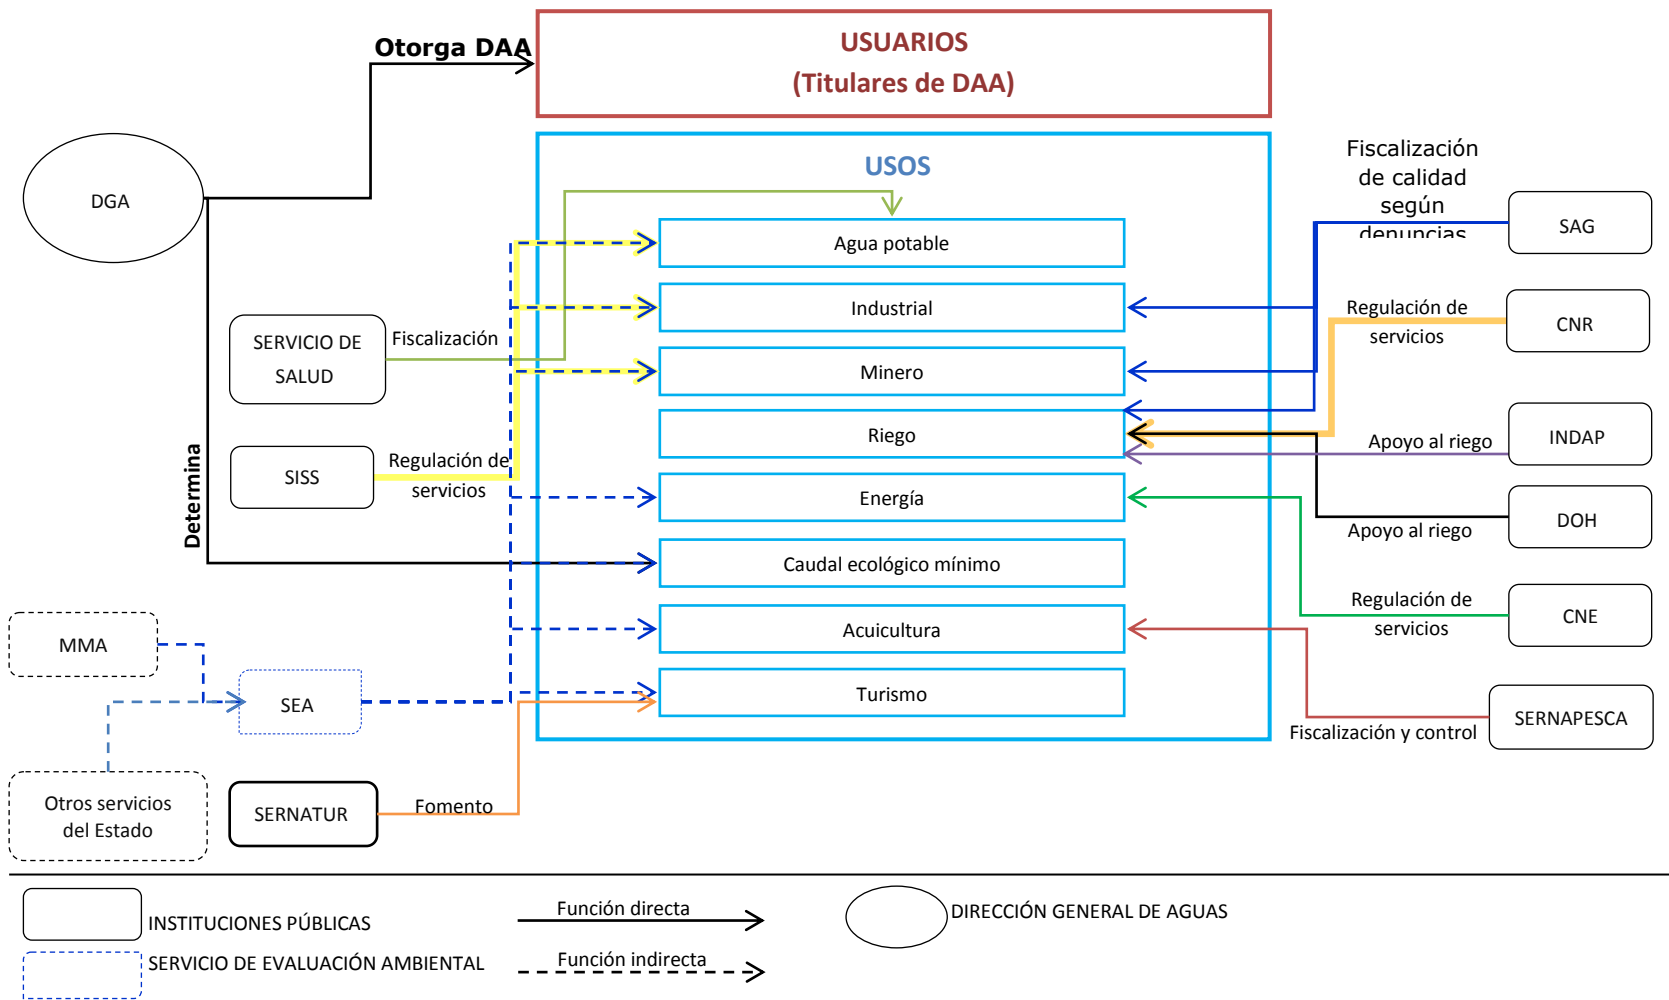 Otorga DAA
USUARIOS
(Titulares de DAA)
DGA
USOS
Fiscalización
de calidad
según
denuncias
SAG
Agua potable
Industrial
Minero
Riego
Energía
Caudal ecológico mínimo
Acuicultura
Turismo
SERVICIO DE
SALUD
Fiscalización
SISS
Regulación de
servicios
Determina
MMA
SEA
Otros servicios
del Estado
SERNATUR
Fomento
Regulación de
servicios
CNR
Apoyo al riego
INDAP
Apoyo al riego
DOH
Regulación de
servicios
CNE
SERNAPESCA
Fiscalización y control
INSTITUCIONES PÚBLICAS
Función directa
DIRECCIÓN GENERAL DE AGUAS
SERVICIO DE EVALUACIÓN AMBIENTAL
Función indirecta